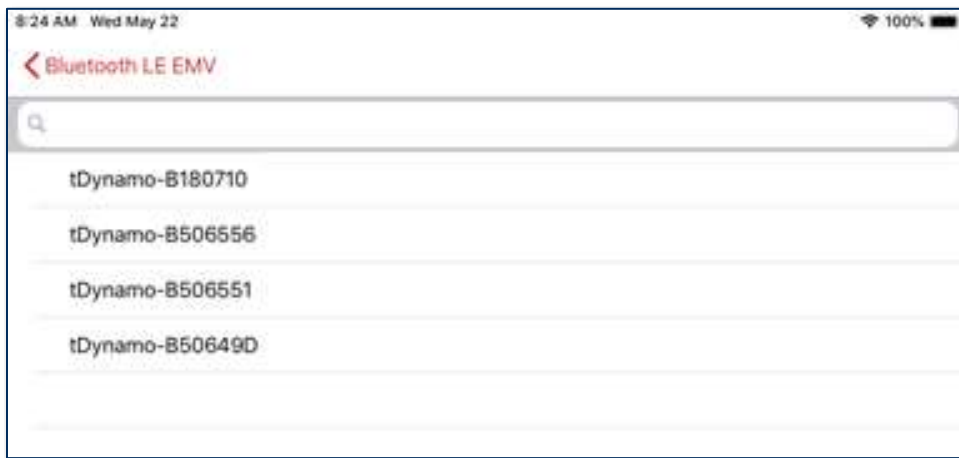 8:24 AM Wed May 22 100%
Bluetooth LE EMV
tDynamo-B180710
tDynamo-B506556
tDynamo-B506551
tDynamo-B50649D